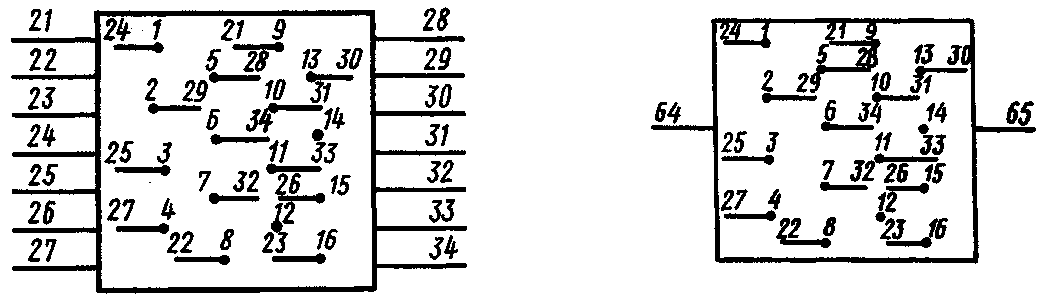 21 24 1 21 9 28
22 5 28 13 30 29
23 2 29 10 31 30
24 6 34 14 31
25 25 3 11 33 32
26 27 4 7 32 26 15 33
27 22 8 12 23 16 34
24 1 21 9
5 28 13 30
2 29 10 31
64 6 34 14 65
25 3 11 33
7 32 26 15
27 4 12
22 8 23 16